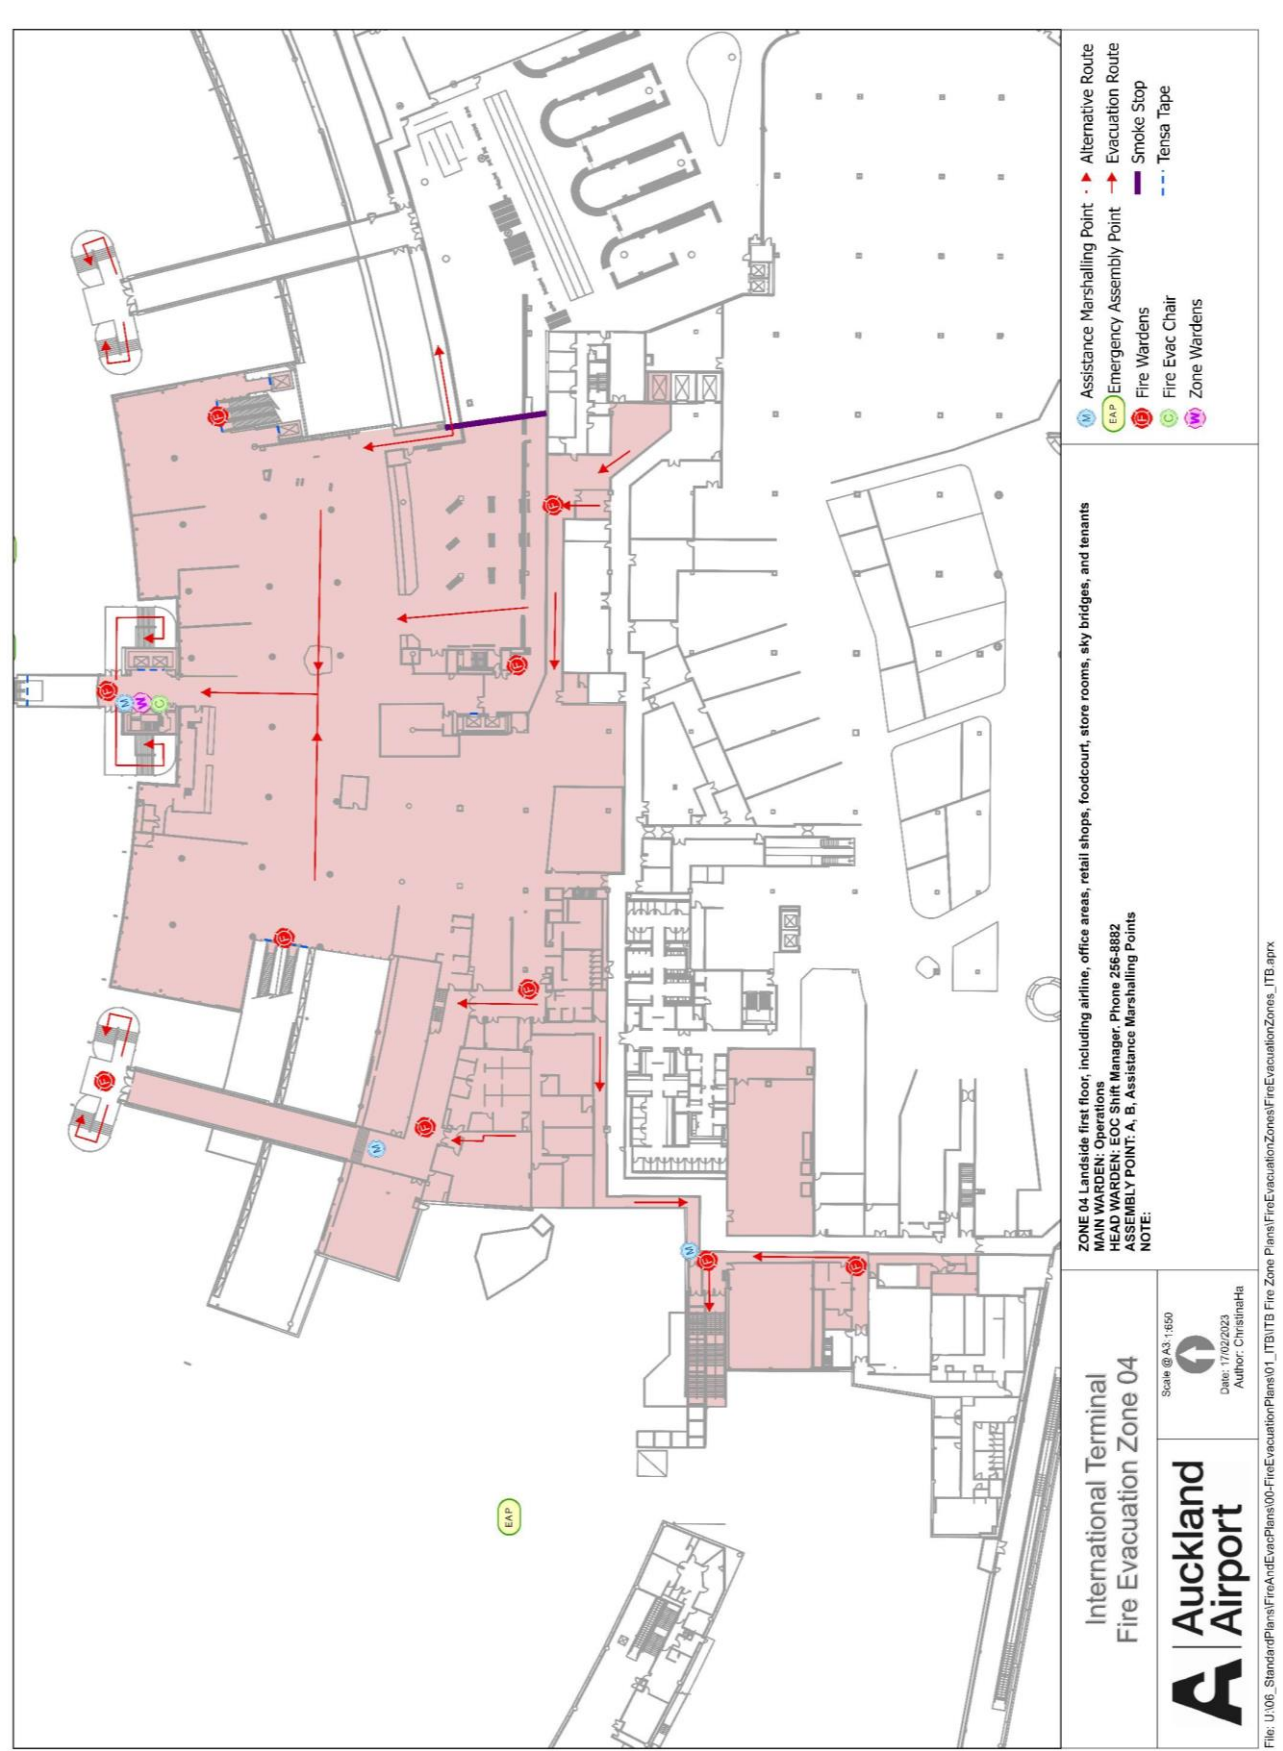 International Terminal
Fire Evacuation Zone 04
A
Auckland
Airport
Scale @ A3 1:650
Date: 17/02/2023
Author: ChristinaHa
ZONE 04 Landside first floor, including airline, office areas, retail shops, foodcourt, store rooms, sky bridges, and tenants
MAIN WARDEN: Operations
HEAD WARDEN: EOC Shift Manager, Phone 256-8882
ASSEMBLY POINT: A, B, Assistance Marshalling Points
NOTE:
M Assistance Marshalling Point
EAP Emergency Assembly Point
F Fire Wardens
C Fire Evac Chair
W Zone Wardens
Alternative Route
Evacuation Route
Smoke Stop
Tensa Tape
File: U:\06_StandardPlans\FireAndEvacPlans\00-FireEvacuationPlans\01_ITB\ITB Fire Zone Plans\FireEvacuationZones\FireEvacuationZones_ITB.aprx
F
F
M
W
C
F
F
F
F
F
M
F
M
F
F
EAP